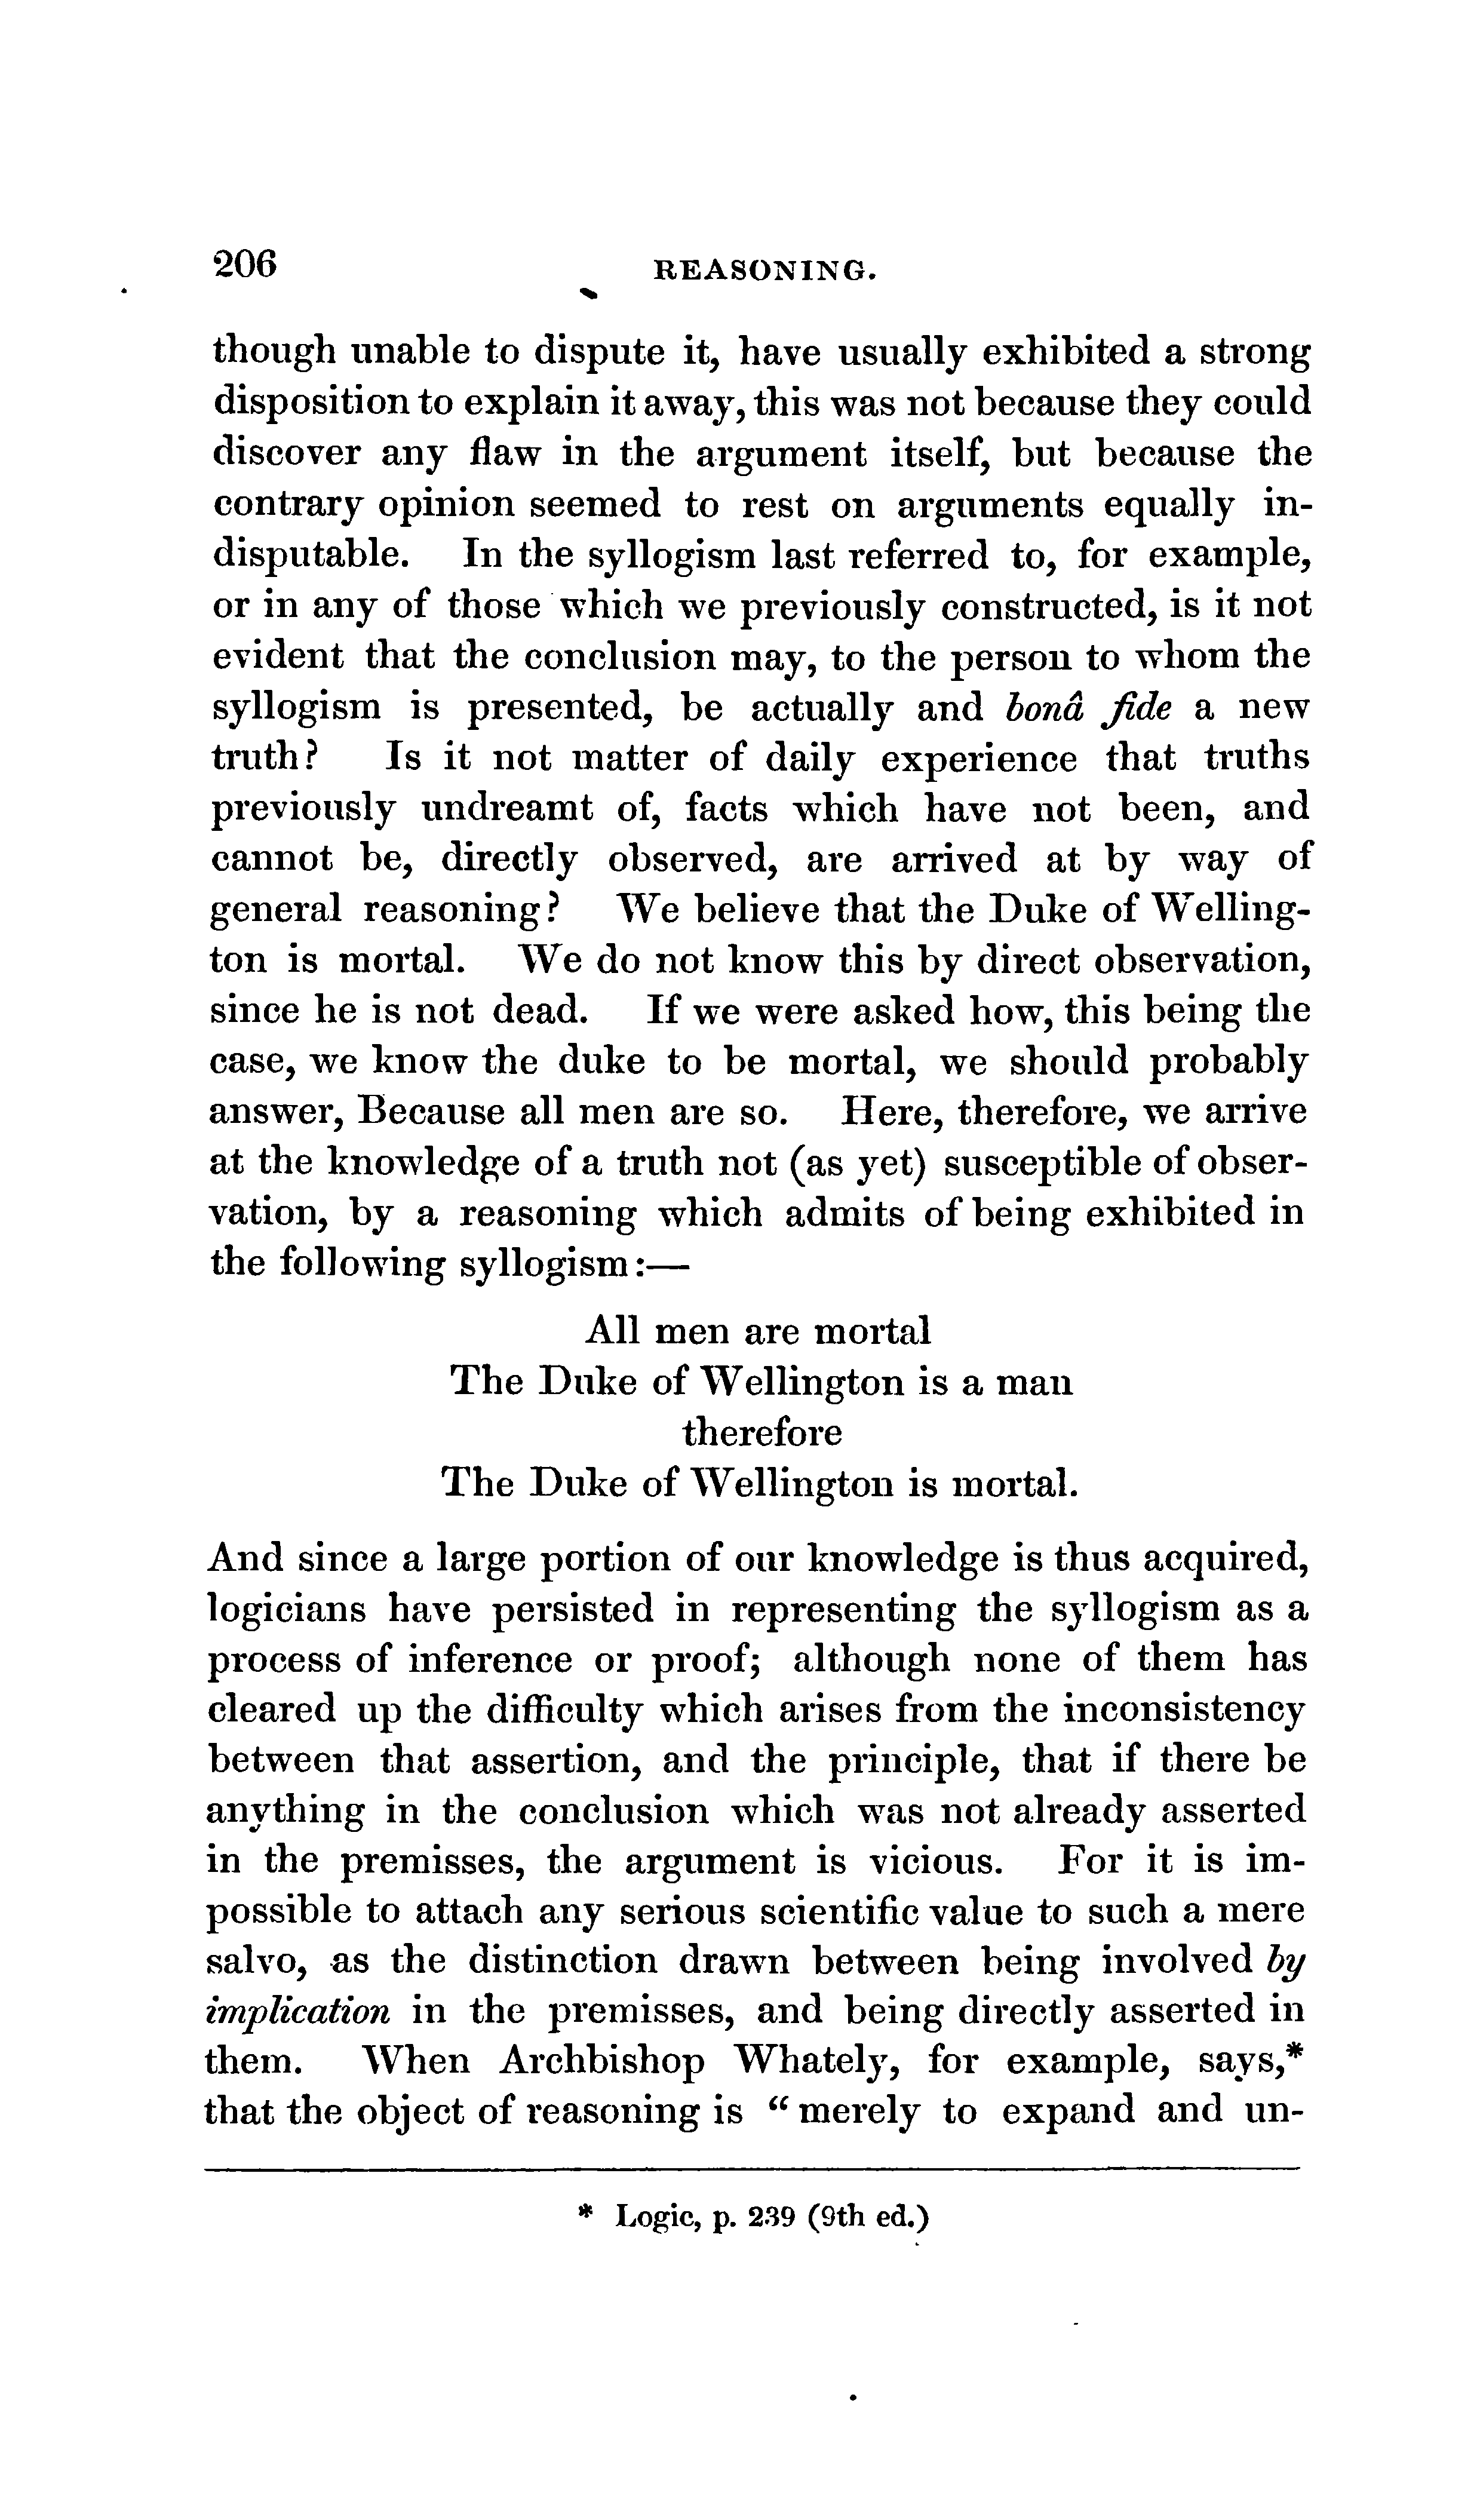 206 REASONING.
though unable to dispute it, have usually exhibited a strong
disposition to explain it away, this was not because they could
discover any flaw in the argument itself, but because the
contrary opinion seemed to rest on arguments equally in-
disputable. In the syllogism last referred to, for example,
or in any of those which we previously constructed, is it not
evident that the conclusion may, to the person to whom the
syllogism is presented, be actually and bonâ fide a new
truth? Is it not matter of daily experience that truths
previously undreamt of, facts which have not been, and
cannot be, directly observed, are arrived at by way of
general reasoning? We believe that the Duke of Welling-
ton is mortal. We do not know this by direct observation,
since he is not dead. If we were asked how, this being the
case, we know the duke to be mortal, we should probably
answer, Because all men are so. Here, therefore, we arrive
at the knowledge of a truth not (as yet) susceptible of obser-
vation, by a reasoning which admits of being exhibited in
the following syllogism:—
All men are mortal
The Duke of Wellington is a man
therefore
The Duke of Wellington is mortal.
And since a large portion of our knowledge is thus acquired,
logicians have persisted in representing the syllogism as a
process of inference or proof; although none of them has
cleared up the difficulty which arises from the inconsistency
between that assertion, and the principle, that if there be
anything in the conclusion which was not already asserted
in the premisses, the argument is vicious. For it is im-
possible to attach any serious scientific value to such a mere
salvo, as the distinction drawn between being involved by
implication in the premisses, and being directly asserted in
them. When Archbishop Whately, for example, says,*
that the object of reasoning is "merely to expand and un-
* Logic, p. 239 (9th ed.)